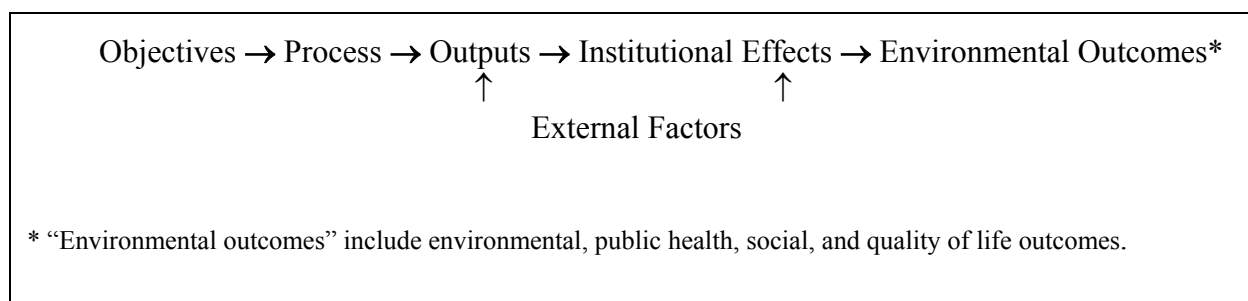 Objectives → Process → Outputs → Institutional Effects → Environmental Outcomes*
↑ ↑
External Factors
* “Environmental outcomes” include environmental, public health, social, and quality of life outcomes.